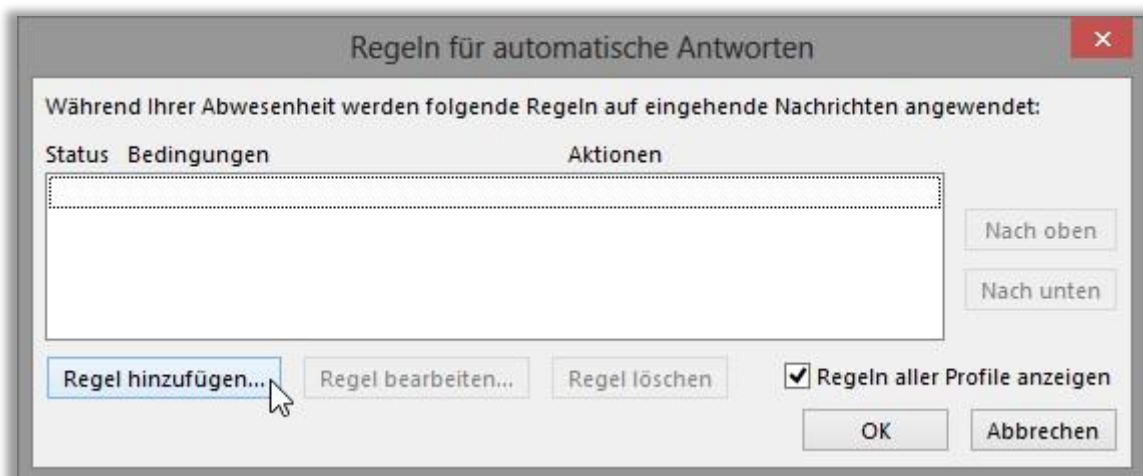 Regeln für automatische Antworten
Während Ihrer Abwesenheit werden folgende Regeln auf eingehende Nachrichten angewendet:
Status Bedingungen Aktionen
Nach oben
Nach unten
Regel hinzufügen... Regel bearbeiten... Regel löschen Regeln aller Profile anzeigen
OK Abbrechen